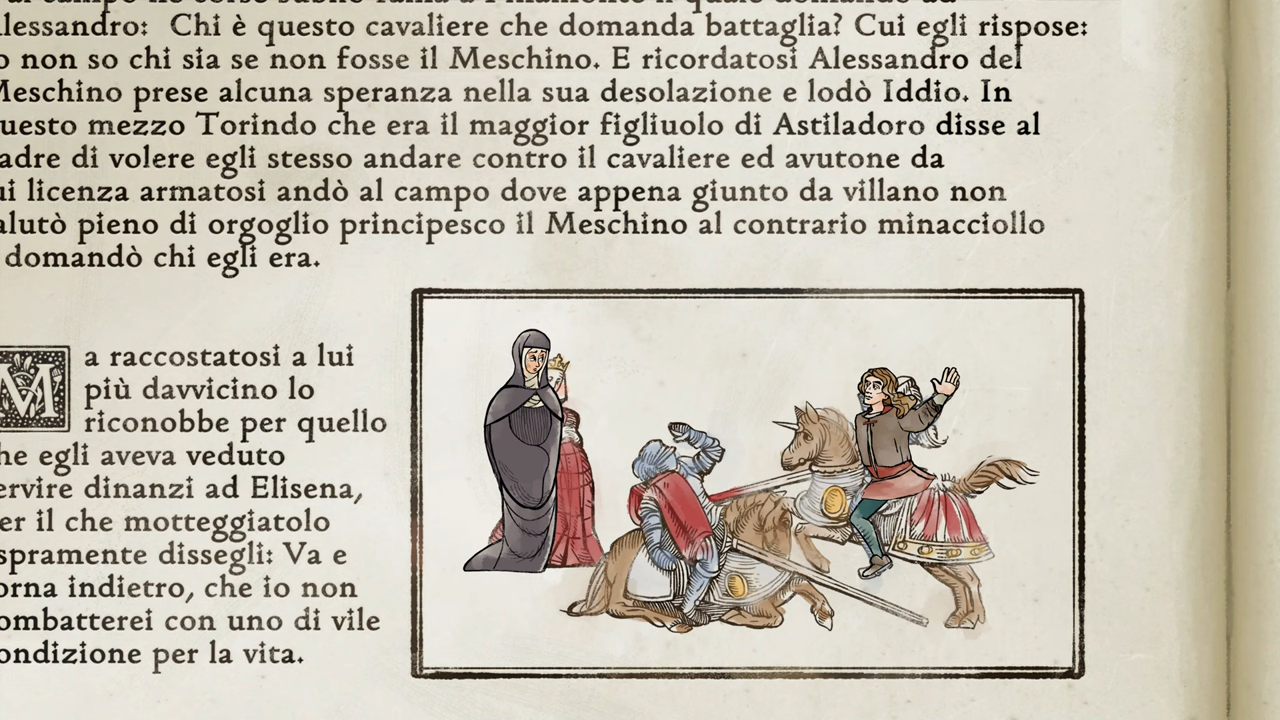 lessandro: Chi è questo cavaliere che domanda battaglia? Cui egli rispose:
o non so chi sia se non fosse il Meschino. E ricordatosi Alessandro del
Meschino prese alcuna speranza nella sua desolazione e lodò Iddio. In
uesto mezzo Torindo che era il maggior figliuolo di Astiladoro disse al
adre di volere egli stesso andare contro il cavaliere ed avutone da
ui licenza armatosi andò al campo dove appena giunto da villano non
alutò pieno di orgoglio principesco il Meschino al contrario minacciollo
domandò chi egli era.
M a raccostatosi a lui
più davvicino lo
riconobbe per quello
he egli aveva veduto
ervire dinanzi ad Elisena,
er il che motteggiatolo
spramente dissegli: Va e
orna indietro, che io non
ombatterei con uno di vile
ondizione per la vita.